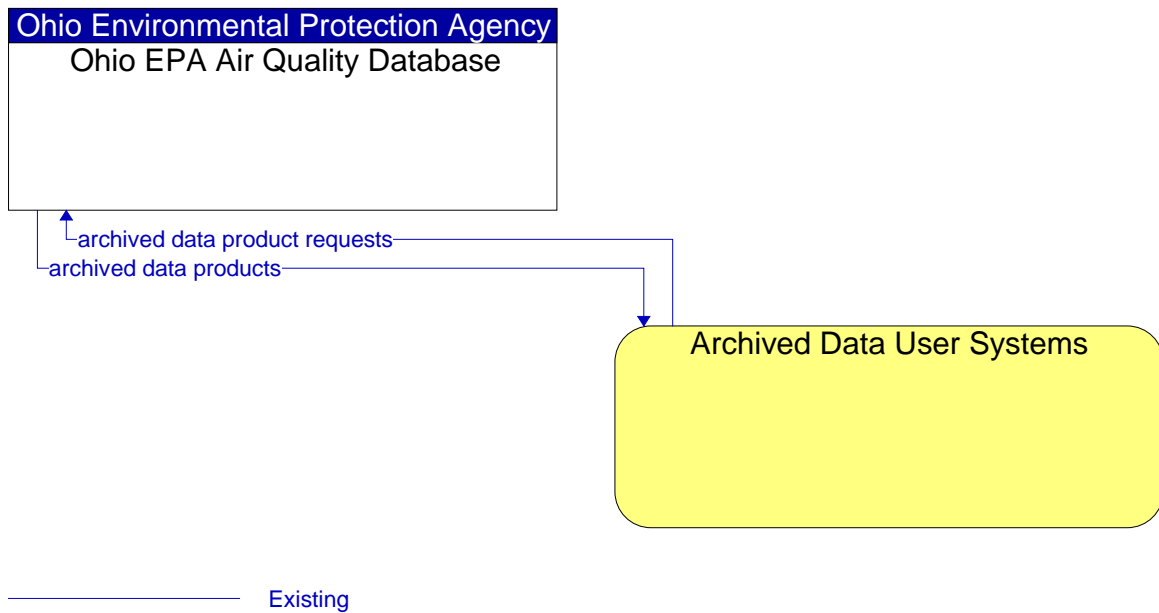 Ohio Environmental Protection Agency
Ohio EPA Air Quality Database
archived data product requests
archived data products
Archived Data User Systems
Existing